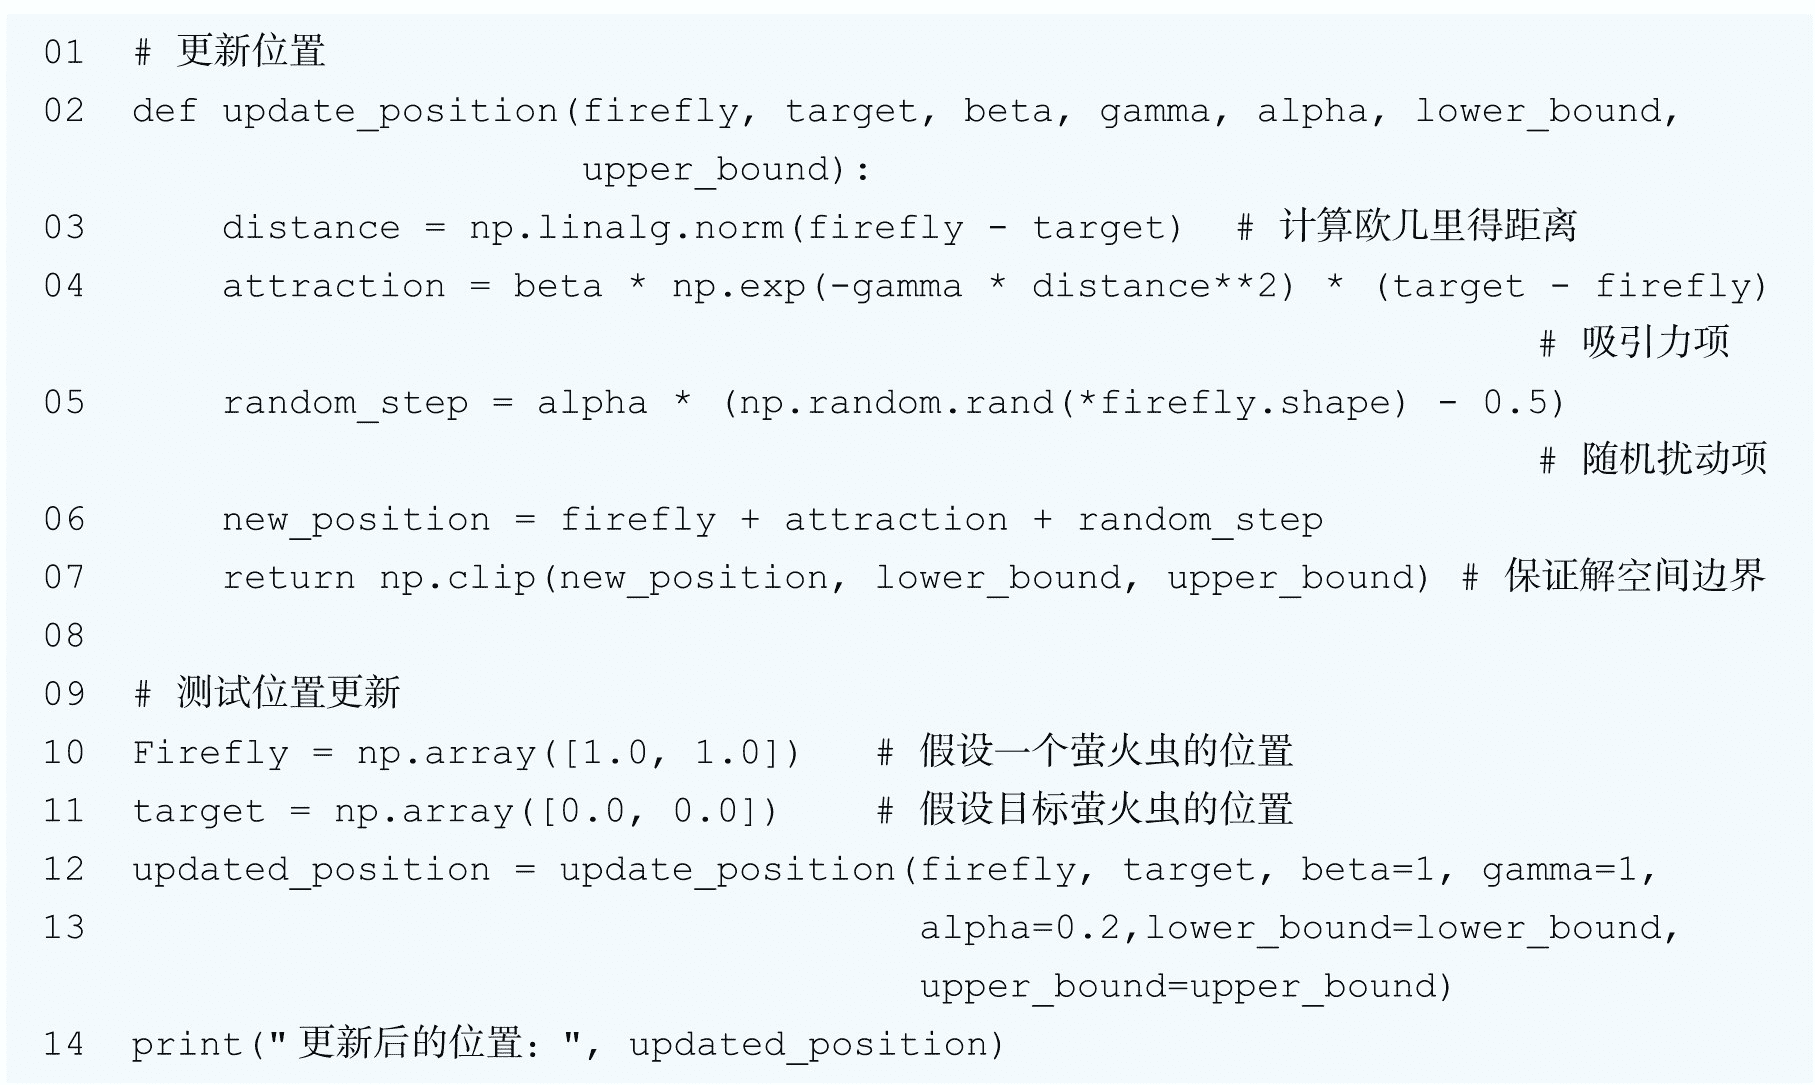 01  # 更新位置
02  def update_position(firefly, target, beta, gamma, alpha, lower_bound,
                        upper_bound):
03      distance = np.linalg.norm(firefly - target)  # 计算欧几里得距离
04      attraction = beta * np.exp(-gamma * distance**2) * (target - firefly)
                                                              # 吸引力项
05      random_step = alpha * (np.random.rand(*firefly.shape) - 0.5)
                                                              # 随机扰动项
06      new_position = firefly + attraction + random_step
07      return np.clip(new_position, lower_bound, upper_bound) # 保证解空间边界
08
09  # 测试位置更新
10  Firefly = np.array([1.0, 1.0])   # 假设一个萤火虫的位置
11  target = np.array([0.0, 0.0])    # 假设目标萤火虫的位置
12  updated_position = update_position(firefly, target, beta=1, gamma=1,
13                                     alpha=0.2,lower_bound=lower_bound,
                                       upper_bound=upper_bound)
14  print("更新后的位置：", updated_position)